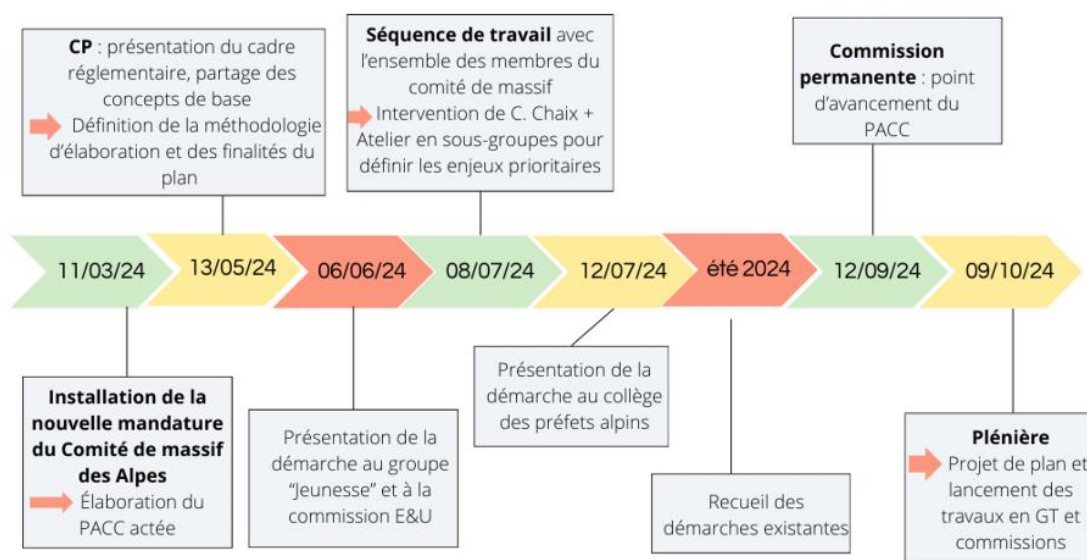 CP : présentation du cadre
réglementaire, partage des
concepts de base
Définition de la méthodologie
d'élaboration et des finalités du
plan
Séquence de travail avec
l'ensemble des membres du
comité de massif
Intervention de C. Chaix +
Atelier en sous-groupes pour
définir les enjeux prioritaires
Commission
permanente : point
d'avancement du
PACC
11/03/24
13/05/24
06/06/24
08/07/24
12/07/24
été 2024
12/09/24
09/10/24
Installation de la
nouvelle mandature
du Comité de massif
des Alpes
Élaboration du
PACC actée
Présentation de la
démarche au groupe
"Jeunesse" et à la
commission E&U
Présentation de la
démarche au collège
des préfets alpins
Recueil des
démarches existantes
Plénière
Projet de plan et
lancement des
travaux en GT et
commissions